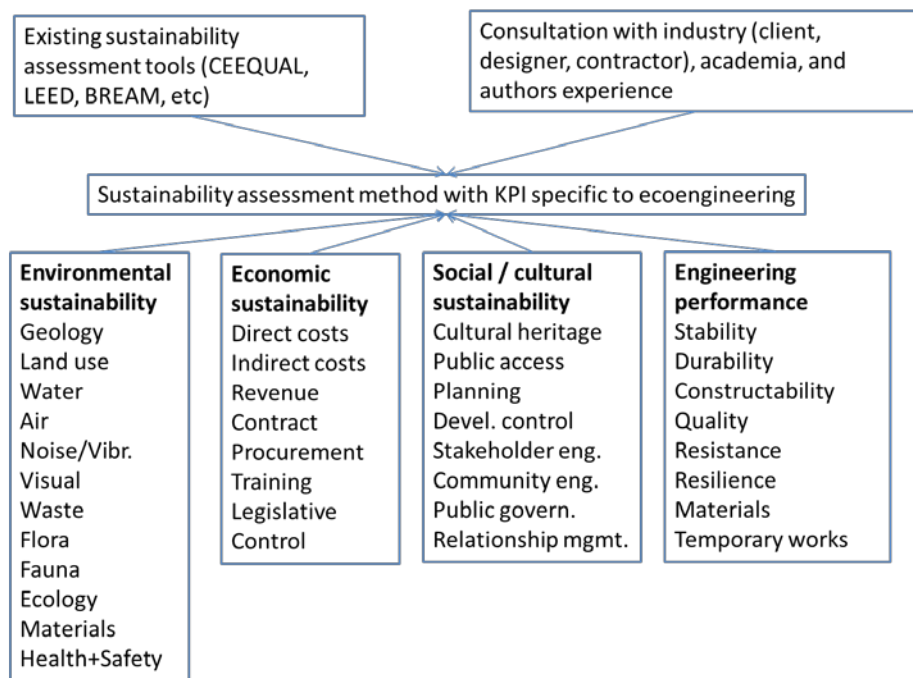 Existing sustainability
assessment tools (CEEQUAL,
LEED, BREAM, etc)
Consultation with industry (client,
designer, contractor), academia, and
authors experience
Sustainability assessment method with KPI specific to ecoengineering
Environmental
sustainability
Geology
Land use
Water
Air
Noise/Vibr.
Visual
Waste
Flora
Fauna
Ecology
Materials
Health+Safety
Economic
sustainability
Direct costs
Indirect costs
Revenue
Contract
Procurement
Training
Legislative
Control
Social / cultural
sustainability
Cultural heritage
Public access
Planning
Devel. control
Stakeholder eng.
Community eng.
Public govern.
Relationship mgmt.
Engineering
performance
Stability
Durability
Constructability
Quality
Resistance
Resilience
Materials
Temporary works